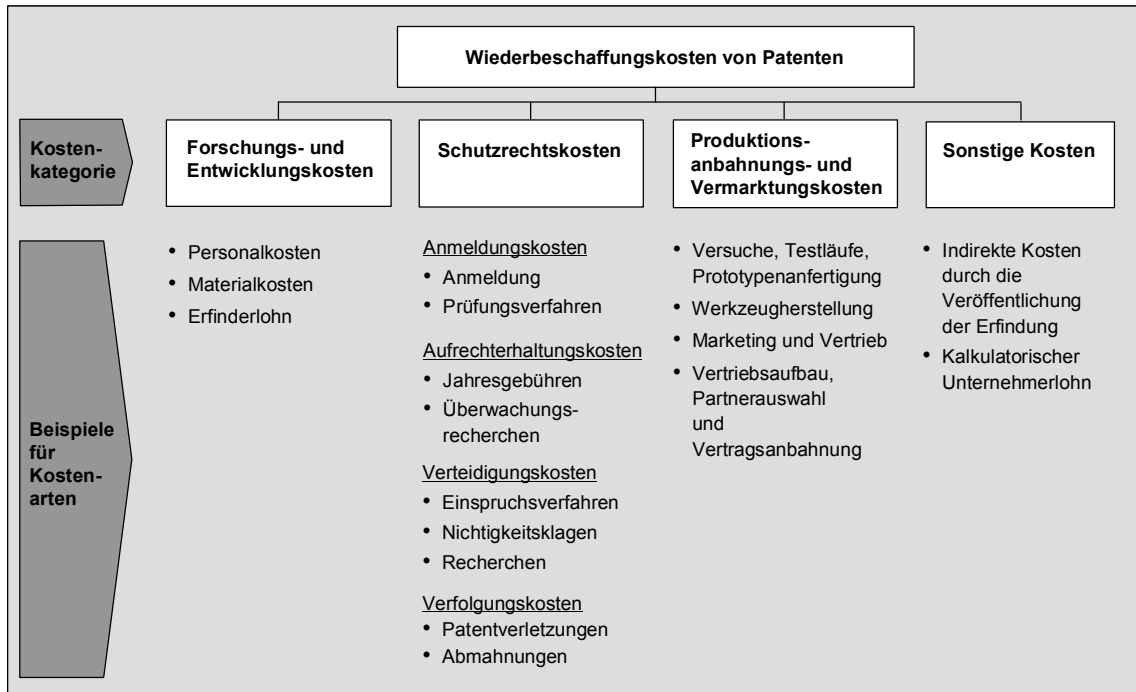 Wiederbeschaffungskosten von Patenten
Kosten-
kategorie
Forschungs- und
Entwicklungskosten
Schutzrechtskosten
Produktions-
anbahnungs- und
Vermarktungskosten
Sonstige Kosten
Beispiele
für
Kosten-
arten
• Personalkosten
• Materialkosten
• Erfinderlohn
Anmeldungskosten
• Anmeldung
• Prüfungsverfahren
Aufrechterhaltungskosten
• Jahresgebühren
• Überwachungs-
recherchen
Verteidigungskosten
• Einspruchsverfahren
• Nichtigkeitsklagen
• Recherchen
Verfolgungskosten
• Patentverletzungen
• Abmahnungen
• Versuche, Testläufe,
Prototypenanfertigung
• Werkzeugherstellung
• Marketing und Vertrieb
• Vertriebsaufbau,
Partnerauswahl
und
Vertragsanbahnung
• Indirekte Kosten
durch die
Veröffentlichung
der Erfindung
• Kalkulatorischer
Unternehmerlohn